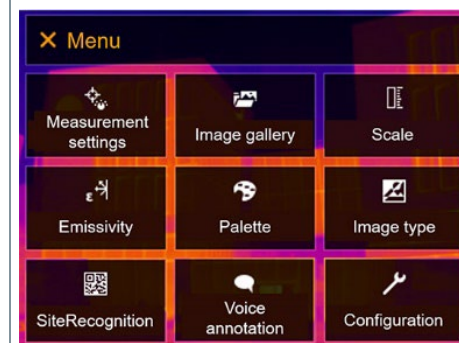 × Menu
Measurement
settings
Image gallery
Scale
ε
Emissivity
Palette
Image type
SiteRecognition
Voice
annotation
Configuration